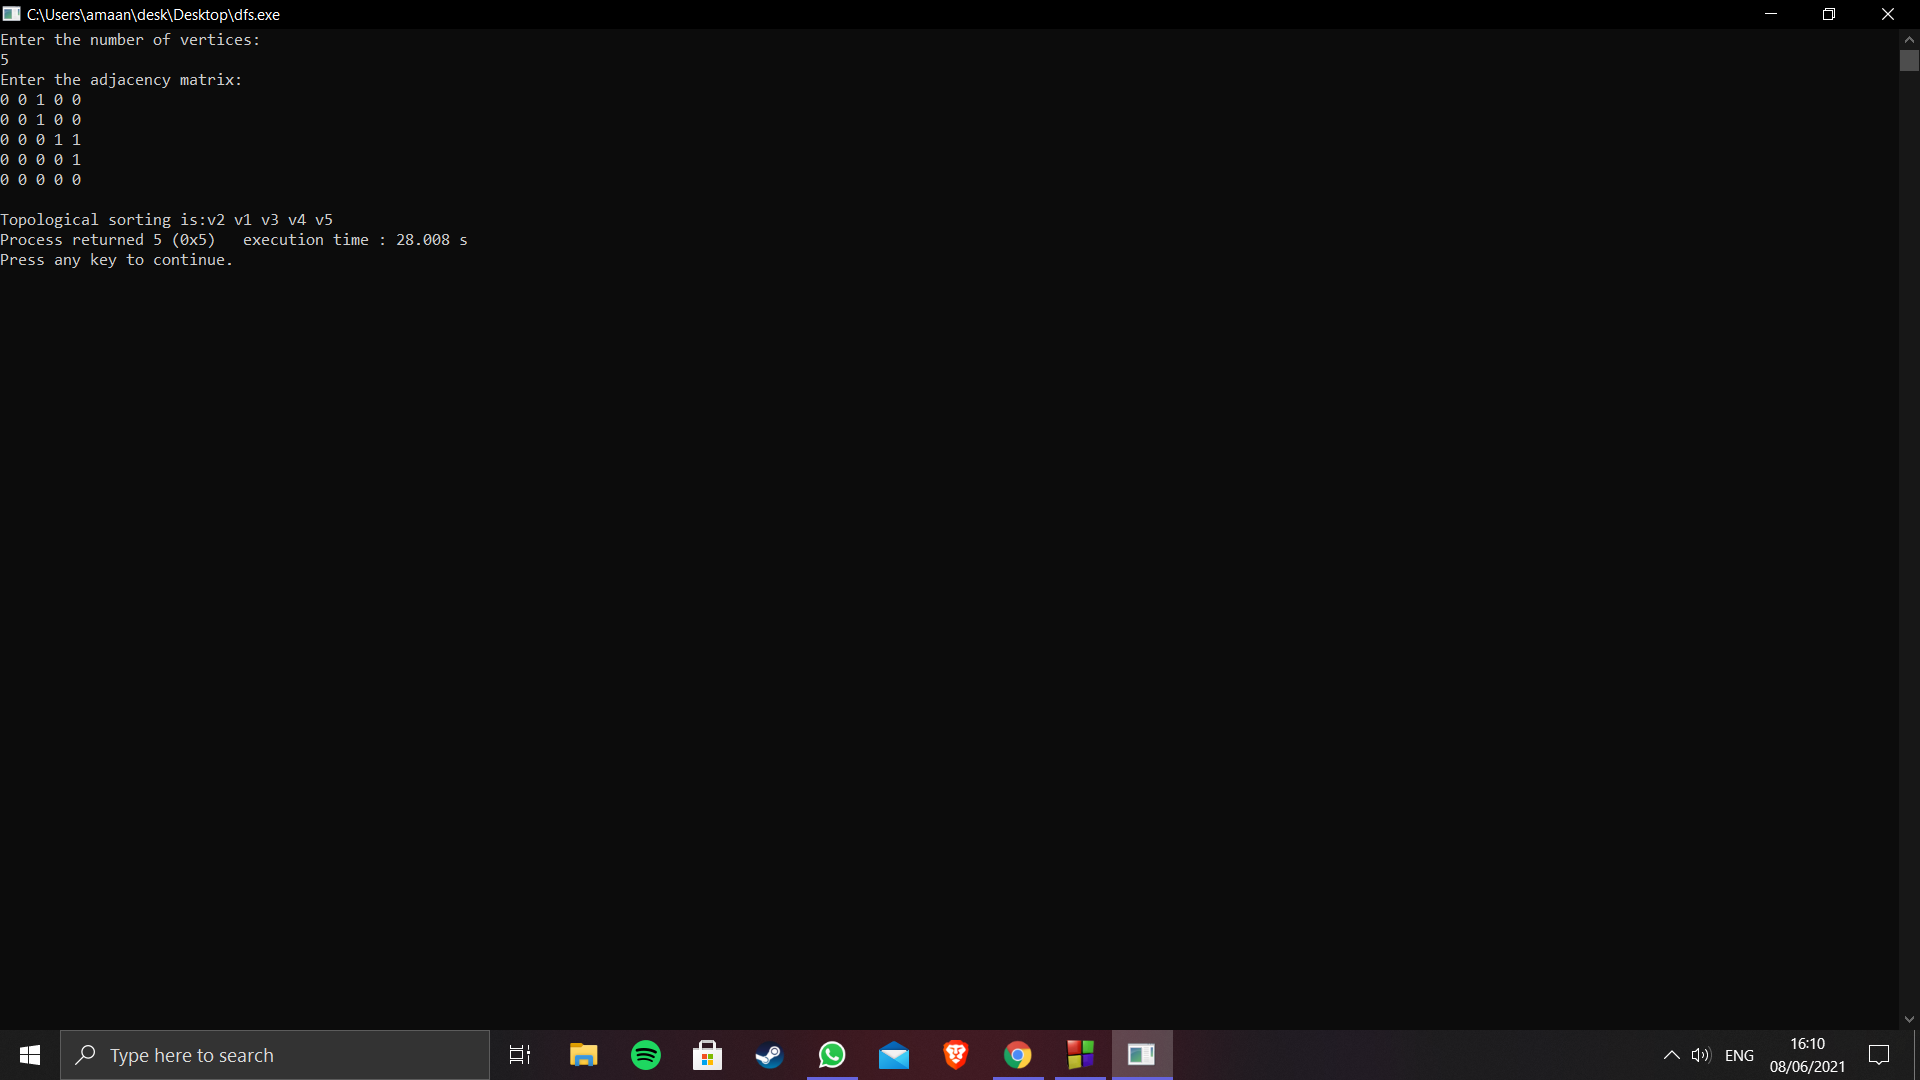 C:\Users\amaan\desk\Desktop\dfs.exe
Enter the number of vertices:
5
Enter the adjacency matrix:
0 0 1 0 0
0 0 1 0 0
0 0 0 1 1
0 0 0 0 1
0 0 0 0 0
Topological sorting is:v2 v1 v3 v4 v5
Process returned 5 (0x5)   execution time : 28.008 s
Press any key to continue.
Type here to search
ENG
16:10
08/06/2021